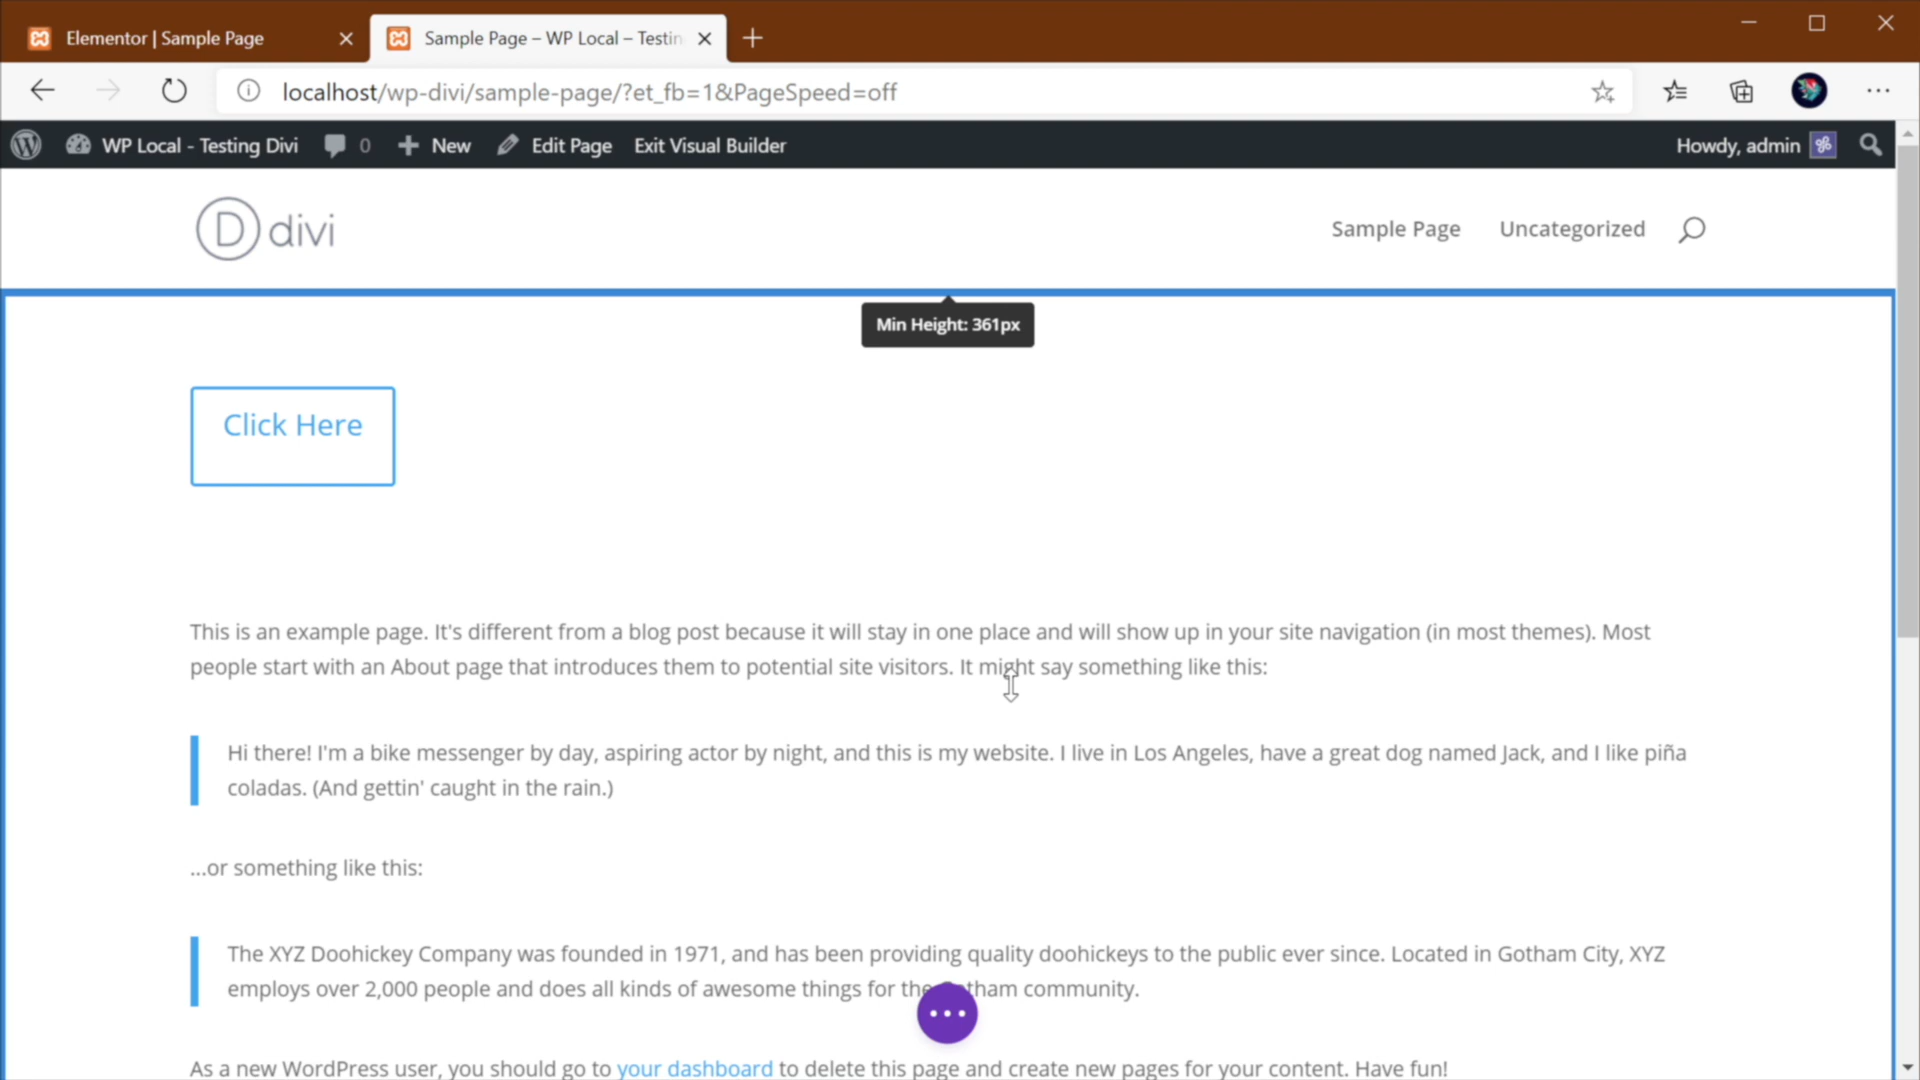 Elementor | Sample Page
Sample Page – WP Local – Testin
localhost/wp-divi/sample-page/?et_fb=1&PageSpeed=off
WP Local - Testing Divi
0
New
Edit Page
Exit Visual Builder
Howdy, admin
D divi
Sample Page
Uncategorized
Min Height: 361px
Click Here
This is an example page. It's different from a blog post because it will stay in one place and will show up in your site navigation (in most themes). Most
people start with an About page that introduces them to potential site visitors. It might say something like this:
Hi there! I'm a bike messenger by day, aspiring actor by night, and this is my website. I live in Los Angeles, have a great dog named Jack, and I like piña
coladas. (And gettin' caught in the rain.)
...or something like this:
The XYZ Doohickey Company was founded in 1971, and has been providing quality doohickeys to the public ever since. Located in Gotham City, XYZ
employs over 2,000 people and does all kinds of awesome things for the Gotham community.
As a new WordPress user, you should go to your dashboard to delete this page and create new pages for your content. Have fun!